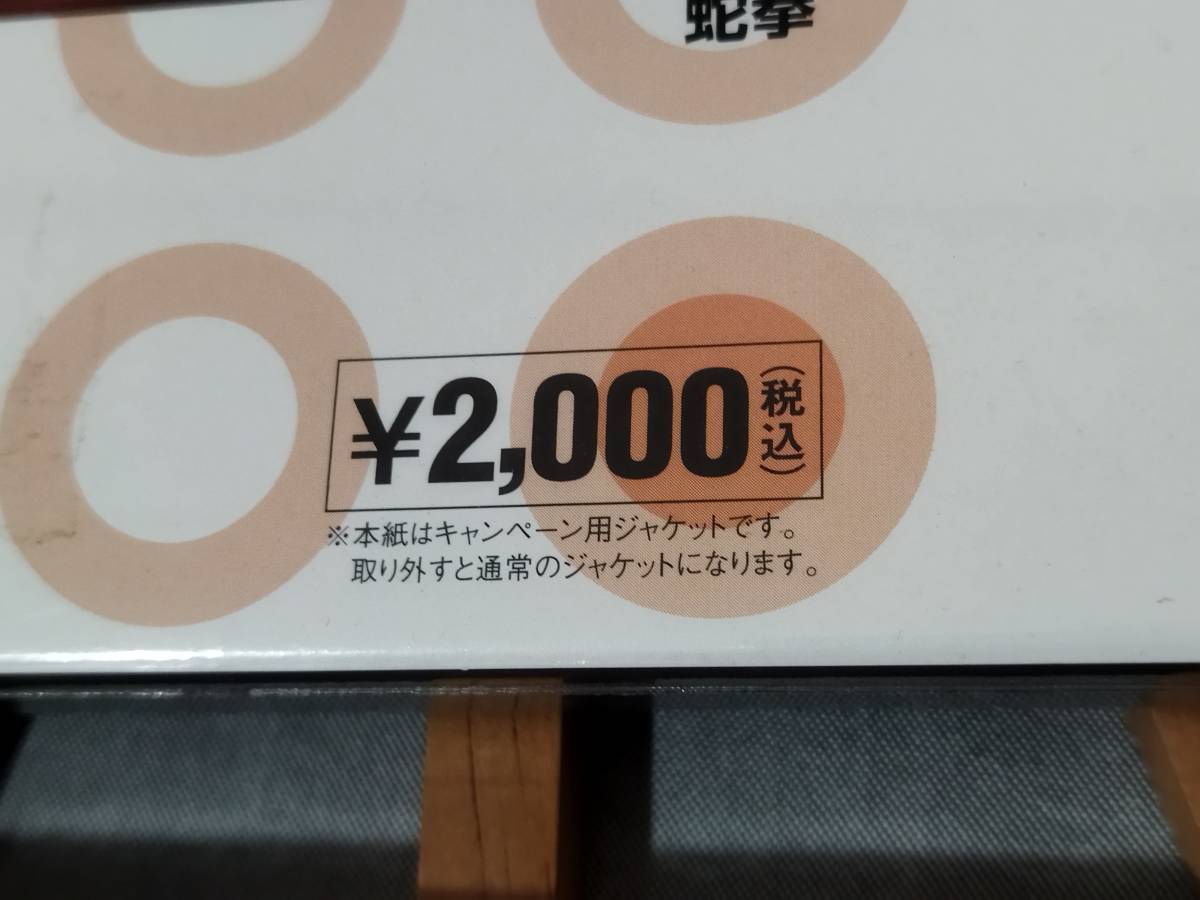 蛇拳
¥2,000(税込)
※本紙はキャンペーン用ジャケットです。
取り外すと通常のジャケットになります。